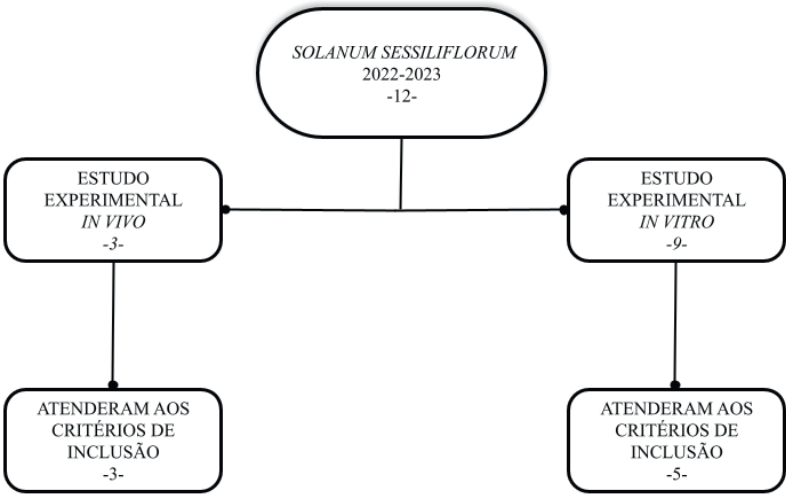 SOLANUM SESSILIFLORUM
2022-2023
-12-
ESTUDO
EXPERIMENTAL
IN VIVO
-3-
ESTUDO
EXPERIMENTAL
IN VITRO
-9-
ATENDERAM AOS
CRITÉRIOS DE
INCLUSÃO
-3-
ATENDERAM AOS
CRITÉRIOS DE
INCLUSÃO
-5-